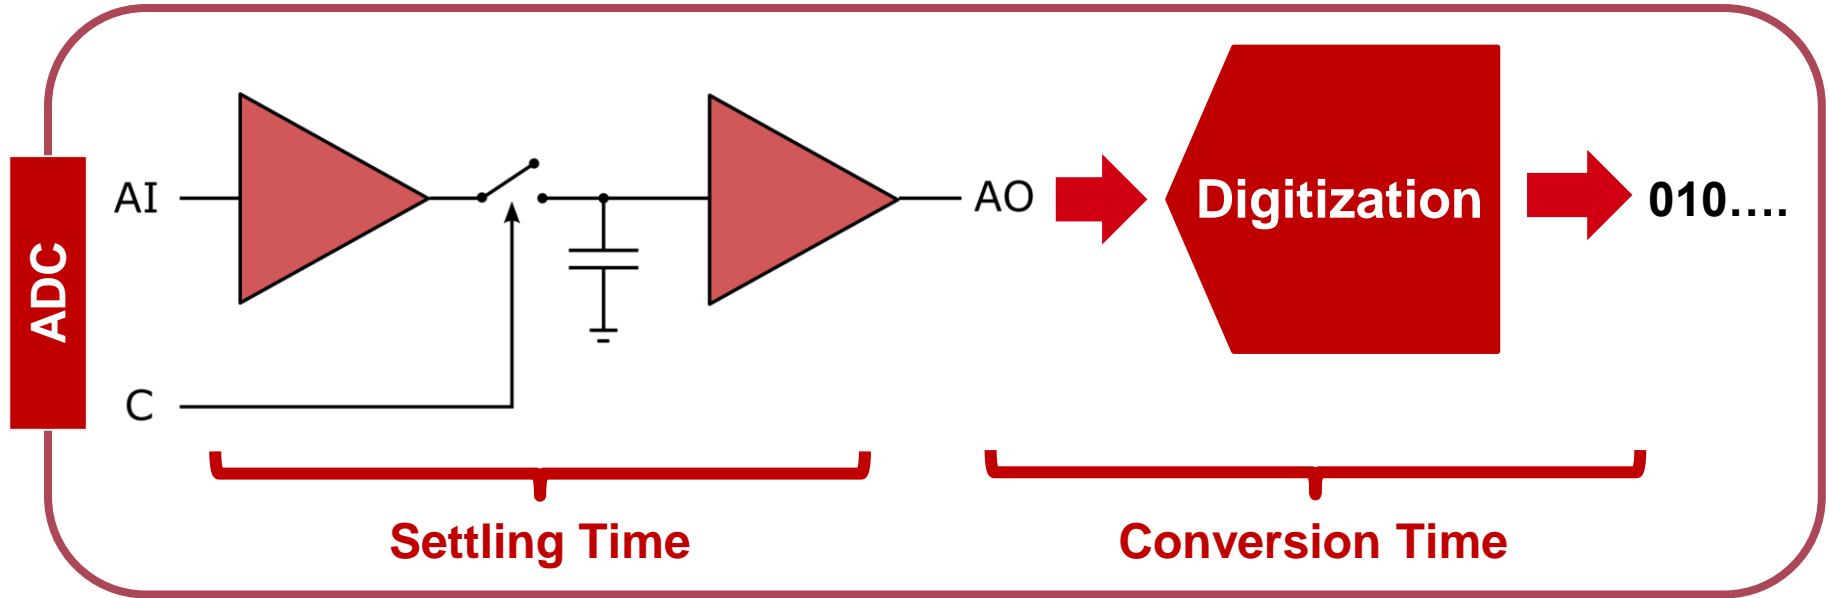 ADC
AI
AO
Digitization
010....
C
Settling Time
Conversion Time